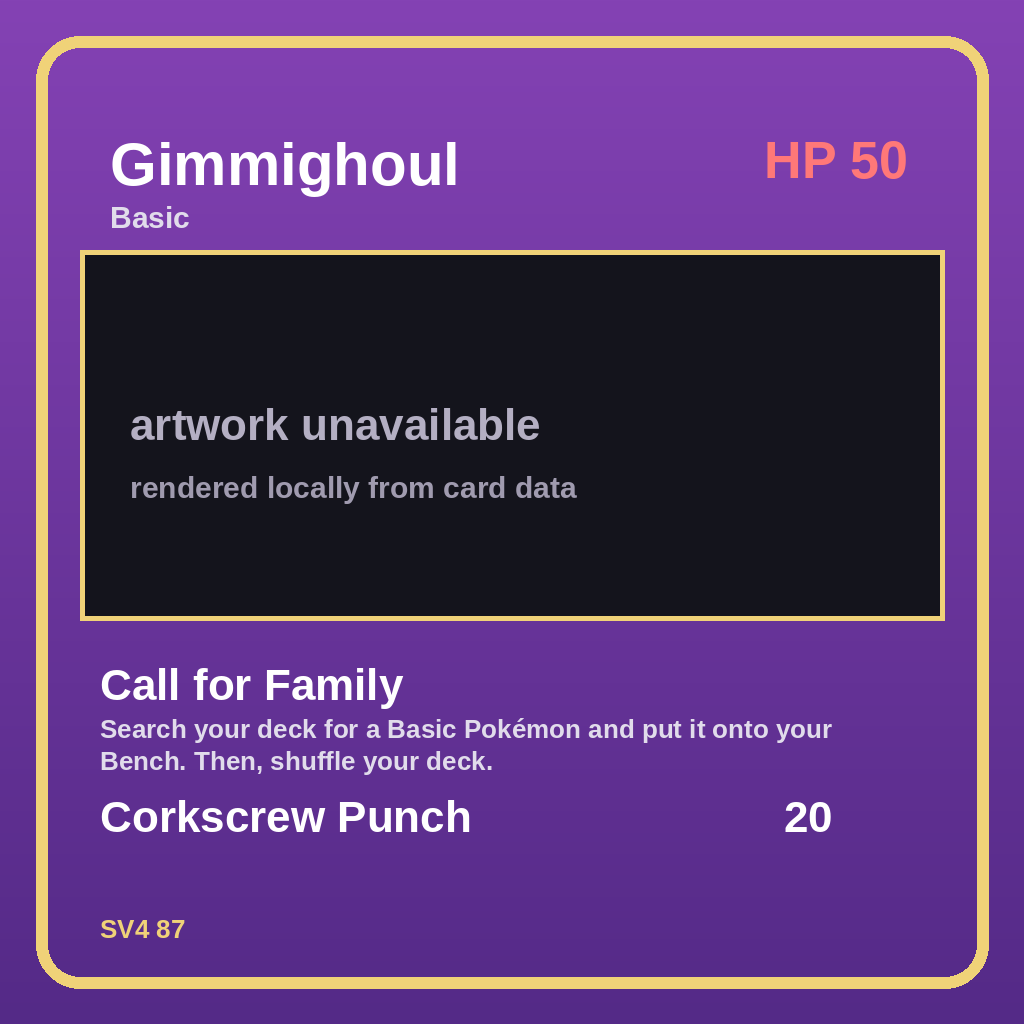 Gimmighoul
HP 50
Basic
artwork unavailable
rendered locally from card data
Call for Family
Search your deck for a Basic Pokémon and put it onto your
Bench. Then, shuffle your deck.
Corkscrew Punch
20
SV4 87